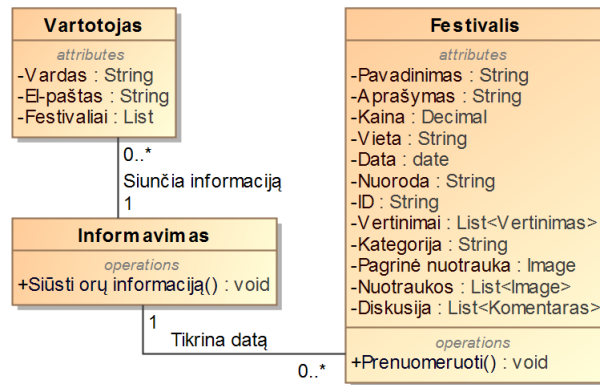 Vartotojas
attributes
-Vardas : String
-El-paštas : String
-Festivaliai : List
0..*
Siunčia informaciją
1
Informavimas
operations
+Siūsti orų informaciją() : void
1
Tikrina datą
0..*
Festivalis
attributes
-Pavadinimas : String
-Aprašymas : String
-Kaina : Decimal
-Vieta : String
-Data : date
-Nuoroda : String
-ID : String
-Vertinimai : List<Vertinimas>
-Kategorija : String
-Pagrinė nuotrauka : Image
-Nuotraukos : List<Image>
-Diskusija : List<Komentaras>
operations
+Prenuomeruoti() : void